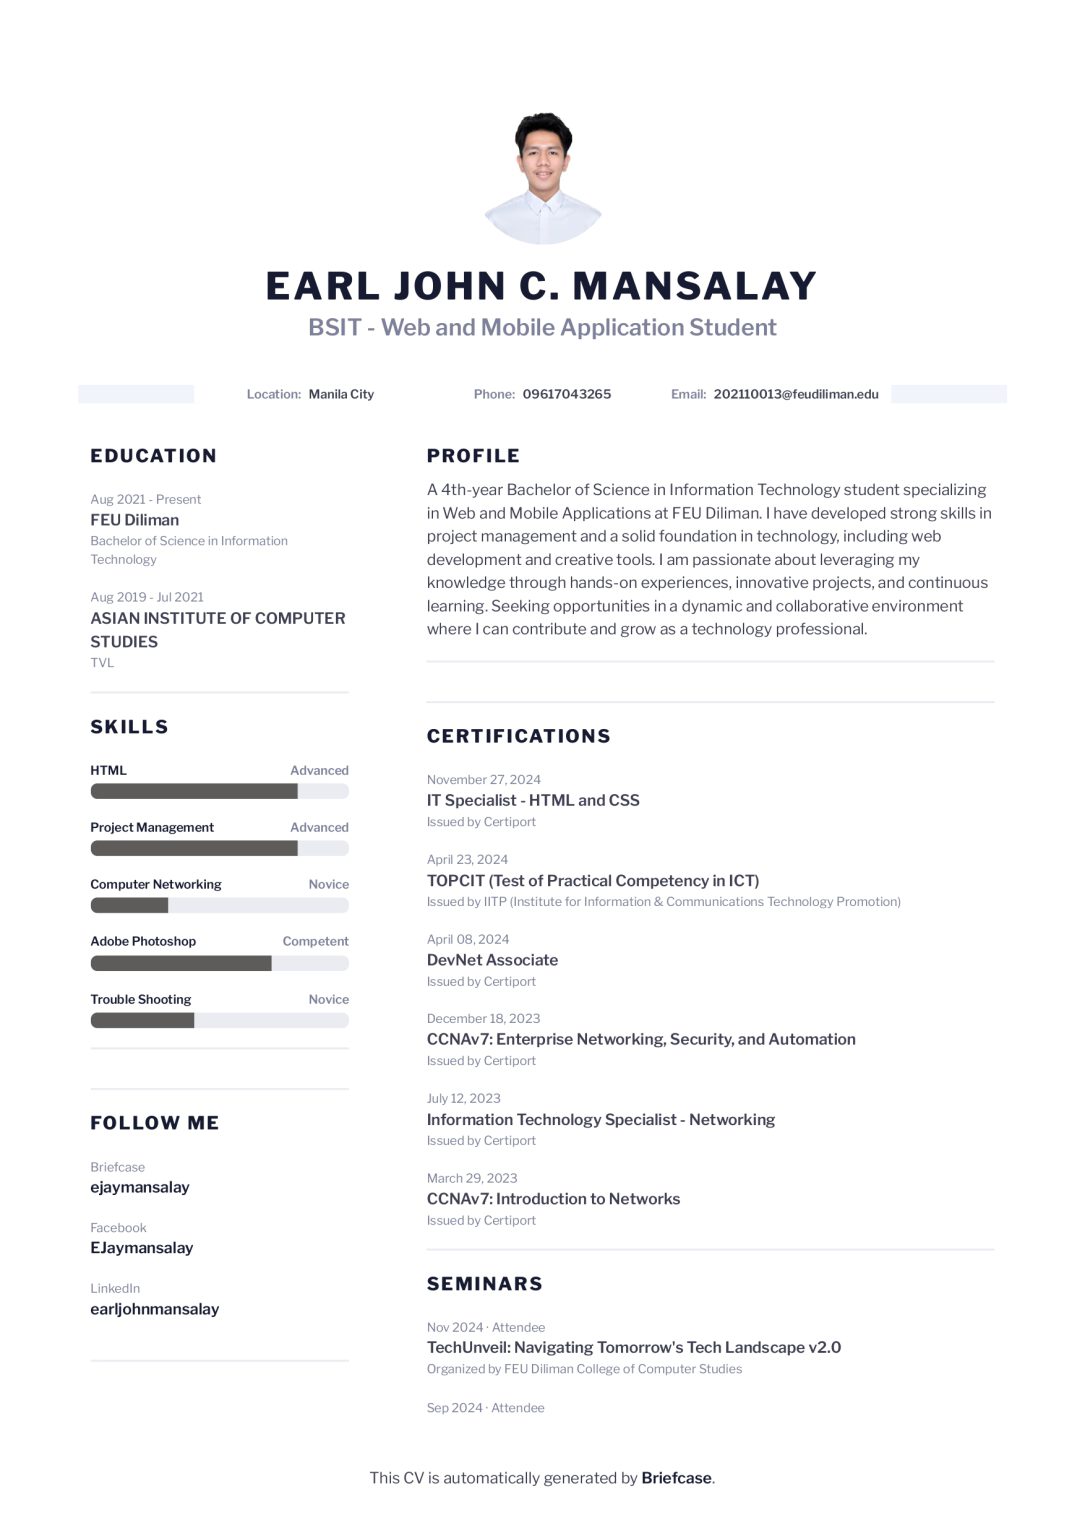 EARL JOHN C. MANSALAY
BSIT - Web and Mobile Application Student
Location: Manila City
Phone: 09617043265
Email: 202110013@feudiliman.edu
EDUCATION
Aug 2021 - Present
FEU Diliman
Bachelor of Science in Information
Technology
Aug 2019 - Jul 2021
ASIAN INSTITUTE OF COMPUTER
STUDIES
TVL
SKILLS
HTML Advanced
Project Management Advanced
Computer Networking Novice
Adobe Photoshop Competent
Trouble Shooting Novice
FOLLOW ME
Briefcase
ejaymansalay
Facebook
EJaymansalay
LinkedIn
earljohnmansalay
PROFILE
A 4th-year Bachelor of Science in Information Technology student specializing
in Web and Mobile Applications at FEU Diliman. I have developed strong skills in
project management and a solid foundation in technology, including web
development and creative tools. I am passionate about leveraging my
knowledge through hands-on experiences, innovative projects, and continuous
learning. Seeking opportunities in a dynamic and collaborative environment
where I can contribute and grow as a technology professional.
CERTIFICATIONS
November 27, 2024
IT Specialist - HTML and CSS
Issued by Certiport
April 23, 2024
TOPCIT (Test of Practical Competency in ICT)
Issued by IITP (Institute for Information & Communications Technology Promotion)
April 08, 2024
DevNet Associate
Issued by Certiport
December 18, 2023
CCNAv7: Enterprise Networking, Security, and Automation
Issued by Certiport
July 12, 2023
Information Technology Specialist - Networking
Issued by Certiport
March 29, 2023
CCNAv7: Introduction to Networks
Issued by Certiport
SEMINARS
Nov 2024 · Attendee
TechUnveil: Navigating Tomorrow's Tech Landscape v2.0
Organized by FEU Diliman College of Computer Studies
Sep 2024 · Attendee
This CV is automatically generated by Briefcase.